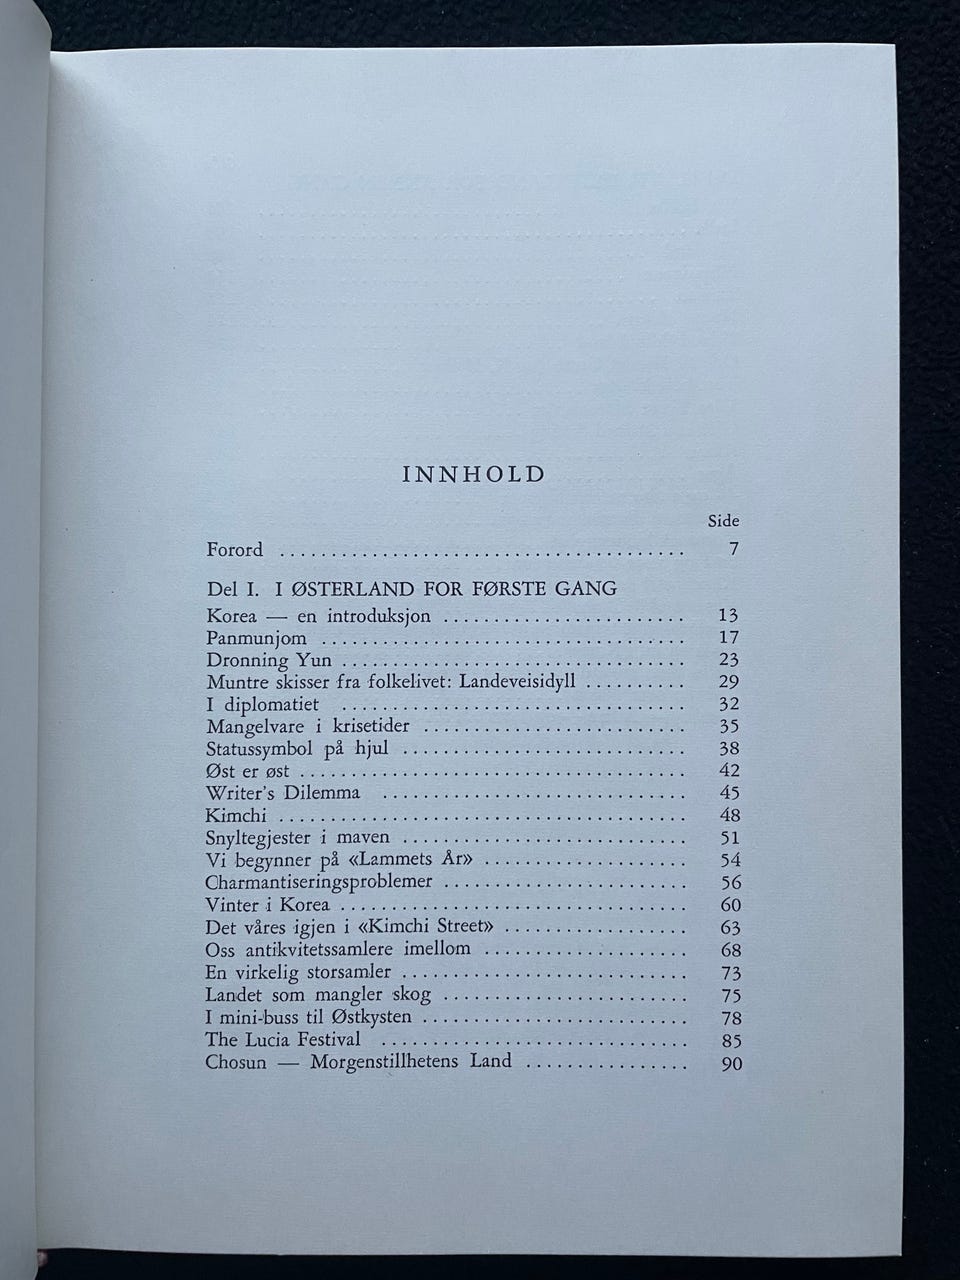 INNHOLD
Side
Forord ........................................ 7
Del I. I ØSTERLAND FOR FØRSTE GANG
Korea — en introduksjon ........................ 13
Panmunjom .................................... 17
Dronning Yun .................................. 23
Muntre skisser fra folkelivet: Landeveisidyll .......... 29
I diplomatiet .................................. 32
Mangelvare i krisetider .......................... 35
Statussymbol på hjul ............................ 38
Øst er øst ...................................... 42
Writer's Dilemma .............................. 45
Kimchi ........................................ 48
Snyltegjester i maven ............................ 51
Vi begynner på «Lammets År» .................... 54
Charmantiseringsproblemer ........................ 56
Vinter i Korea .................................. 60
Det våres igjen i «Kimchi Street» .................. 63
Oss antikvitetssamlere imellom .................... 68
En virkelig storsamler ............................ 73
Landet som mangler skog ........................ 75
I mini-buss til Østkysten .......................... 78
The Lucia Festival .............................. 85
Chosun — Morgenstillhetens Land ................ 90